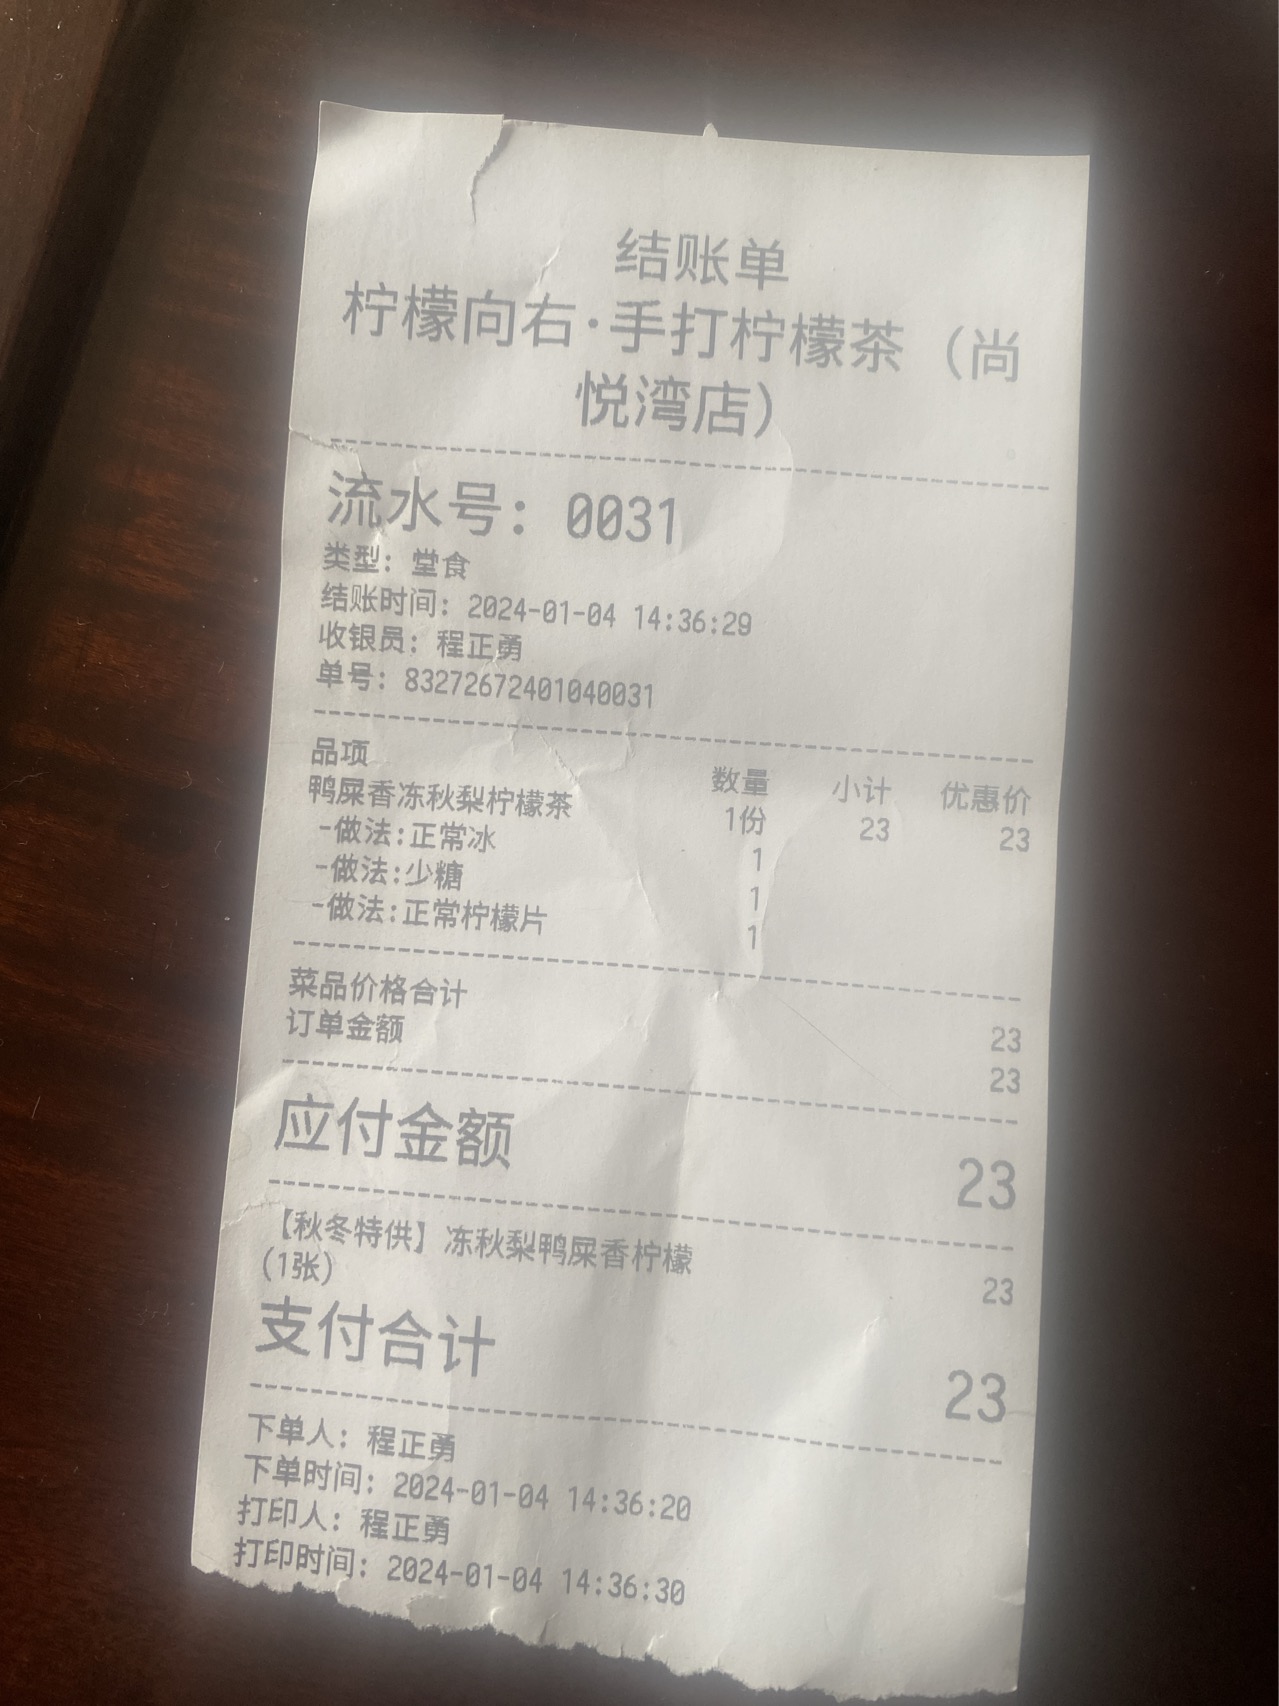 结账单
柠檬向右·手打柠檬茶（尚
悦湾店）
流水号：0031
类型：堂食
结账时间：2024-01-04 14:36:29
收银员：程正勇
单号：83272672401040031
品项 数量 小计 优惠价
鸭屎香冻秋梨柠檬茶 1份 23 23
-做法:正常冰 1
-做法:少糖 1
-做法:正常柠檬片 1
菜品价格合计 23
订单金额 23
应付金额 23
【秋冬特供】冻秋梨鸭屎香柠檬
(1张) 23
支付合计 23
下单人：程正勇
下单时间：2024-01-04 14:36:20
打印人：程正勇
打印时间：2024-01-04 14:36:30